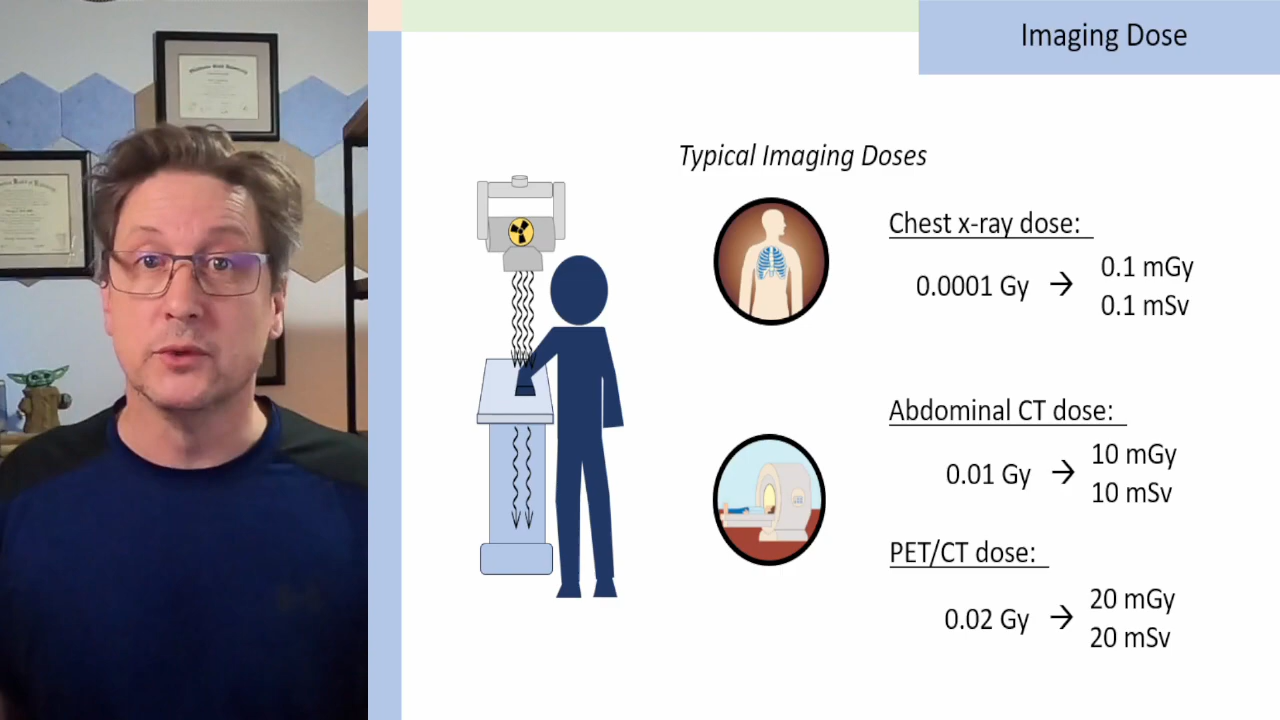 Imaging Dose
Typical Imaging Doses
Chest x-ray dose:
0.0001 Gy → 0.1 mGy
0.1 mSv
Abdominal CT dose:
0.01 Gy → 10 mGy
10 mSv
PET/CT dose:
0.02 Gy → 20 mGy
20 mSv